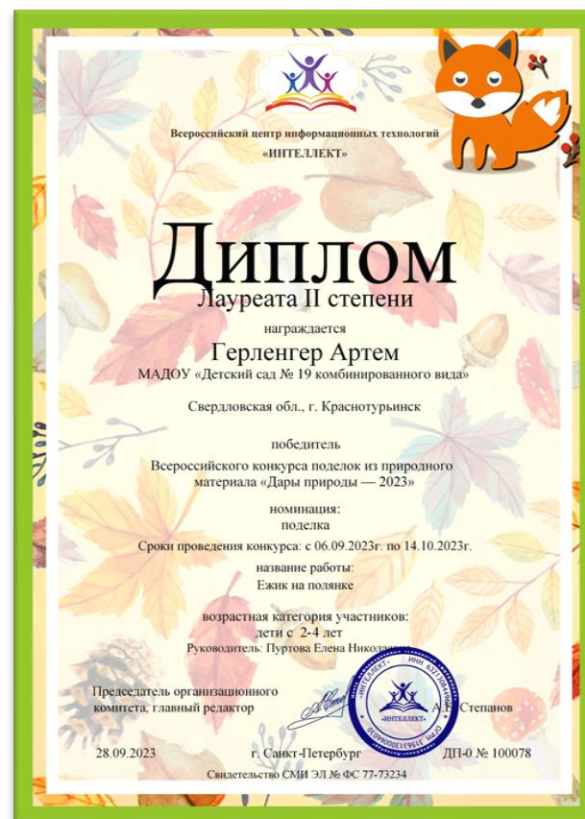 Всероссийский центр информационных технологий
«ИНТЕЛЛЕКТ»
Диплом
Лауреата II степени
награждается
Герленгер Артем
МАДОУ «Детский сад № 19 комбинированного вида»
Свердловская обл., г. Краснотурьинск
победитель
Всероссийского конкурса поделок из природного
материала «Дары природы — 2023»
номинация:
поделка
Сроки проведения конкурса: с 06.09.2023г. по 14.10.2023г.
название работы:
Ежик на полянке
возрастная категория участников:
дети с 2-4 лет
Руководитель: Пуртова Елена
Председатель организационного
комитета, главный редактор
Степанов
«ИНТЕЛЛЕКТ»
28.09.2023 г. Санкт-Петербург ДП-0 № 100078
Свидетельство СМИ ЭЛ № ФС 77-73234